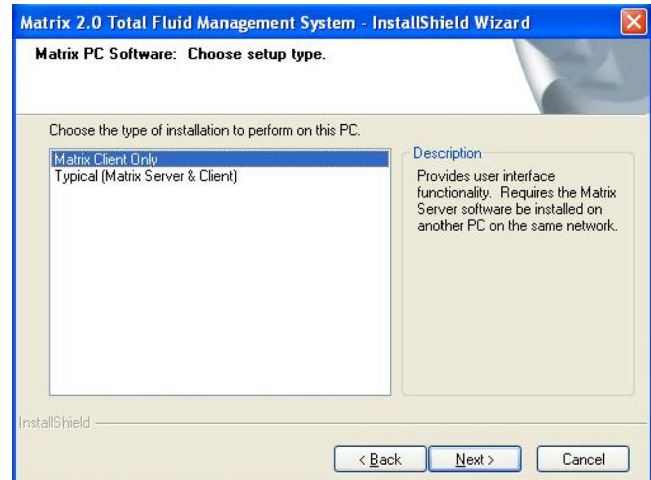 Matrix 2.0 Total Fluid Management System - InstallShield Wizard
Matrix PC Software: Choose setup type.
Choose the type of installation to perform on this PC.
Matrix Client Only
Typical (Matrix Server & Client)
Description
Provides user interface
functionality. Requires the Matrix
Server software be installed on
another PC on the same network.
InstallShield
< Back
Next >
Cancel